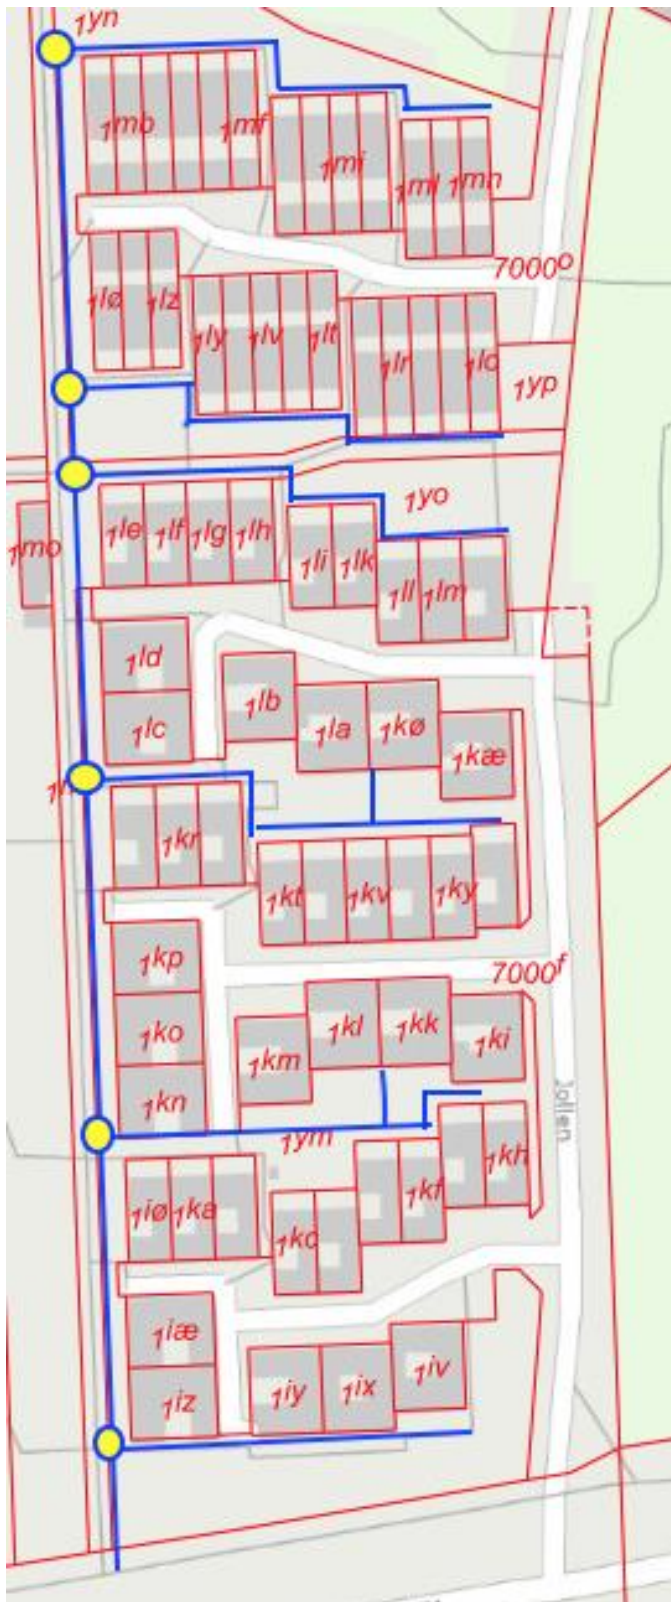 1yn
1mb 1mf
1mi
1ml 1mn
7000o
1lø 1lz
1ly 1lv 1lt
1lr 1lo
1yp
1yo
1le 1lf 1lg 1lh
1mo
1li 1lk
1ll 1lm
1ld
1lb
1lc
1la 1kø
1kæ
1kr
1kt 1kv 1ky
1kp
7000f
1ko
1kl 1kk
1km 1ki
1kn
Jollen
1ym
1iø 1ka
1kh
1kf
1kc
1iæ
1iy 1ix 1iv
1iz